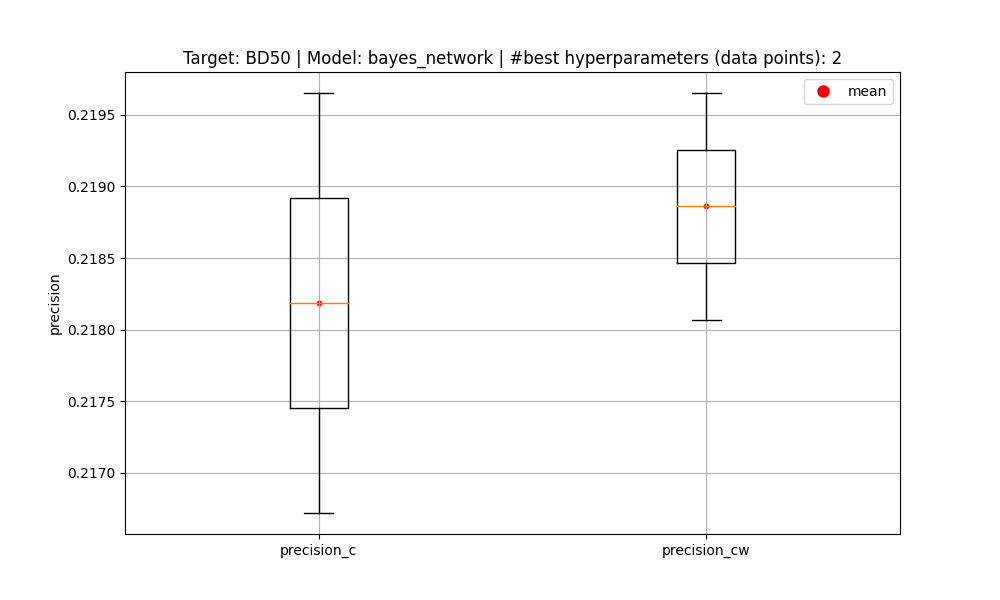 Target: BD50 | Model: bayes_network | #best hyperparameters (data points): 2
mean
0.2195
0.2190
0.2185
0.2180
0.2175
0.2170
precision
precision_c
precision_cw